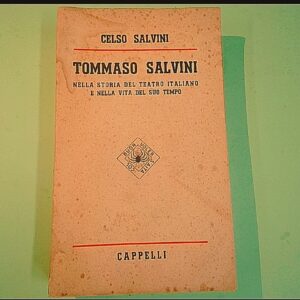 CELSO SALVINI
TOMMASO SALVINI
NELLA STORIA DEL TEATRO ITALIANO
E NELLA VITA DEL SUO TEMPO
CAPPELLI